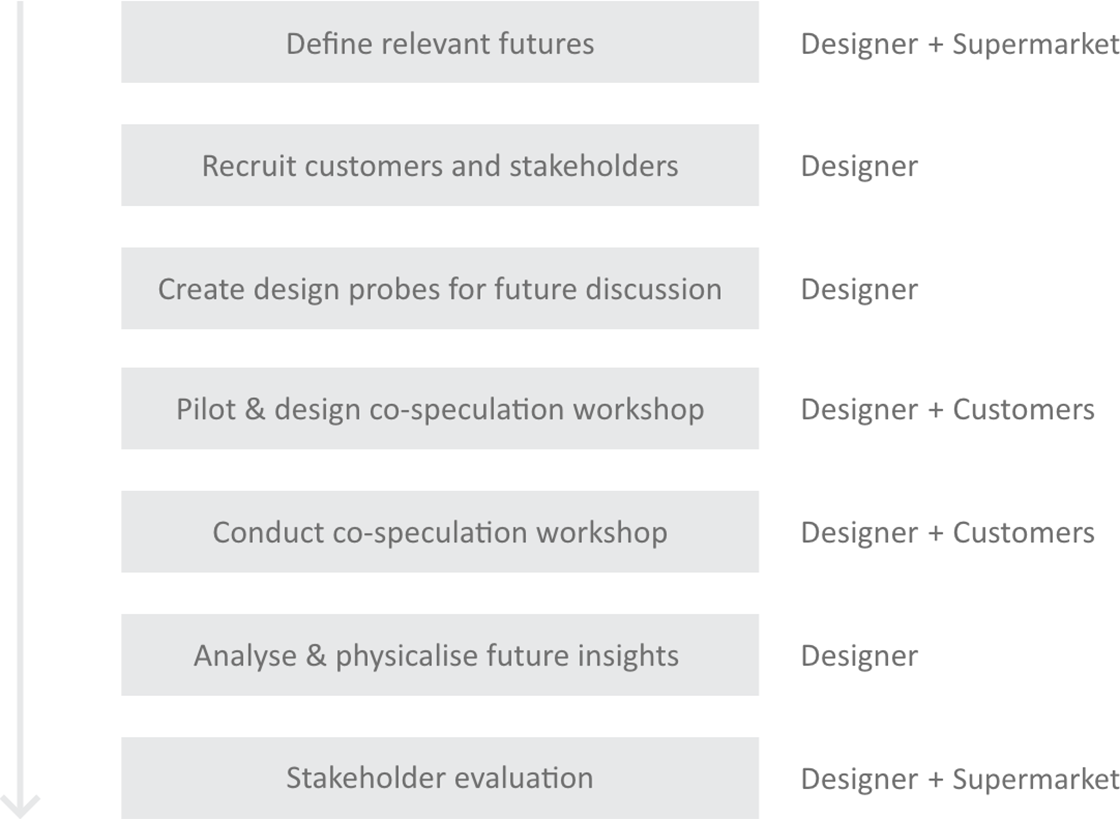 Define relevant futures Designer + Supermarket
Recruit customers and stakeholders Designer
Create design probes for future discussion Designer
Pilot & design co-speculation workshop Designer + Customers
Conduct co-speculation workshop Designer + Customers
Analyse & physicalise future insights Designer
Stakeholder evaluation Designer + Supermarket